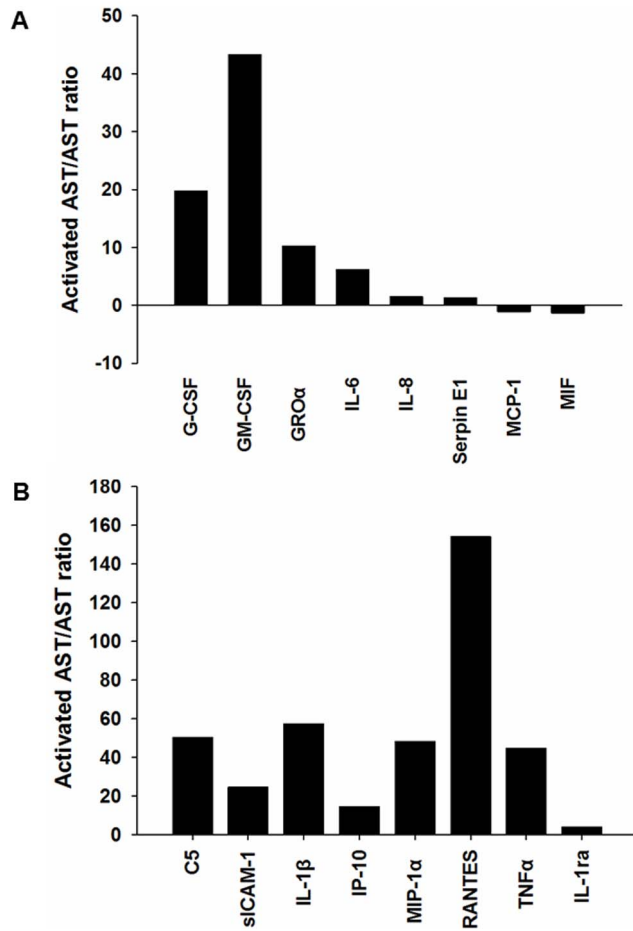 A
Activated AST/AST ratio
50
40
30
20
10
0
-10
G-CSF
GM-CSF
GROα
IL-6
IL-8
Serpin E1
MCP-1
MIF
B
Activated AST/AST ratio
180
160
140
120
100
80
60
40
20
0
C5
sICAM-1
IL-1β
IP-10
MIP-1α
RANTES
TNFα
IL-1ra